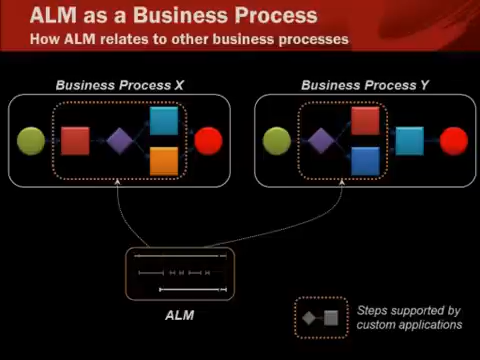 ALM as a Business Process
How ALM relates to other business processes
Business Process X
Business Process Y
ALM
Steps supported by
custom applications